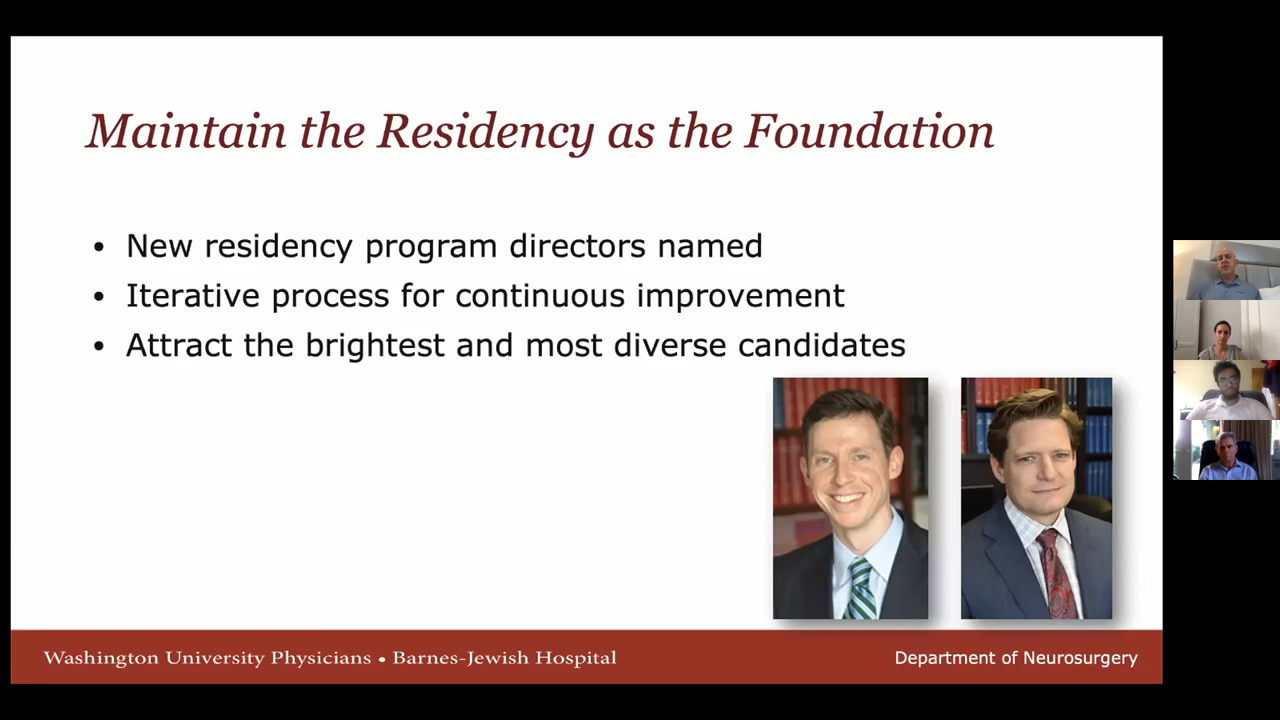 Maintain the Residency as the Foundation
• New residency program directors named
• Iterative process for continuous improvement
• Attract the brightest and most diverse candidates
Washington University Physicians • Barnes-Jewish Hospital
Department of Neurosurgery